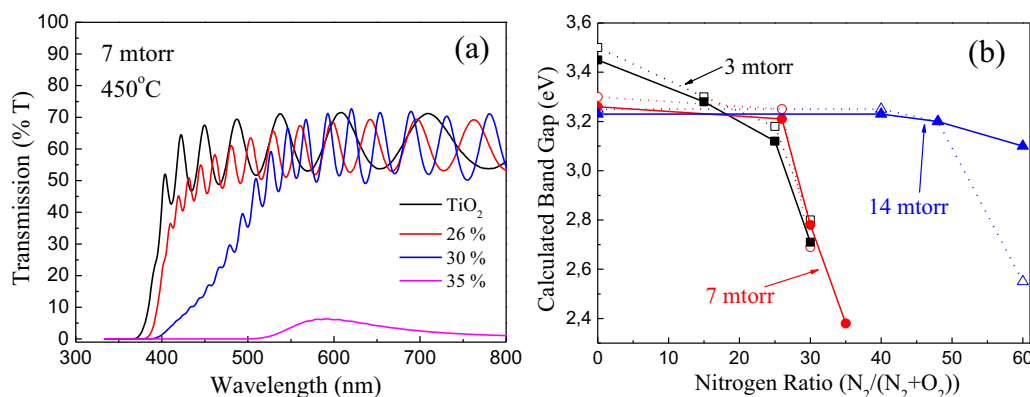 (a)
7 mtorr
450°C
100
90
80
70
60
50
40
30
20
10
0
Transmission (% T)
TiO₂
26 %
30 %
35 %
300 400 500 600 700 800
Wavelength (nm)
(b)
3,6
3,4
3,2
3,0
2,8
2,6
2,4
Calculated Band Gap (eV)
3 mtorr
14 mtorr
7 mtorr
0 10 20 30 40 50 60
Nitrogen Ratio (N₂/(N₂+O₂))